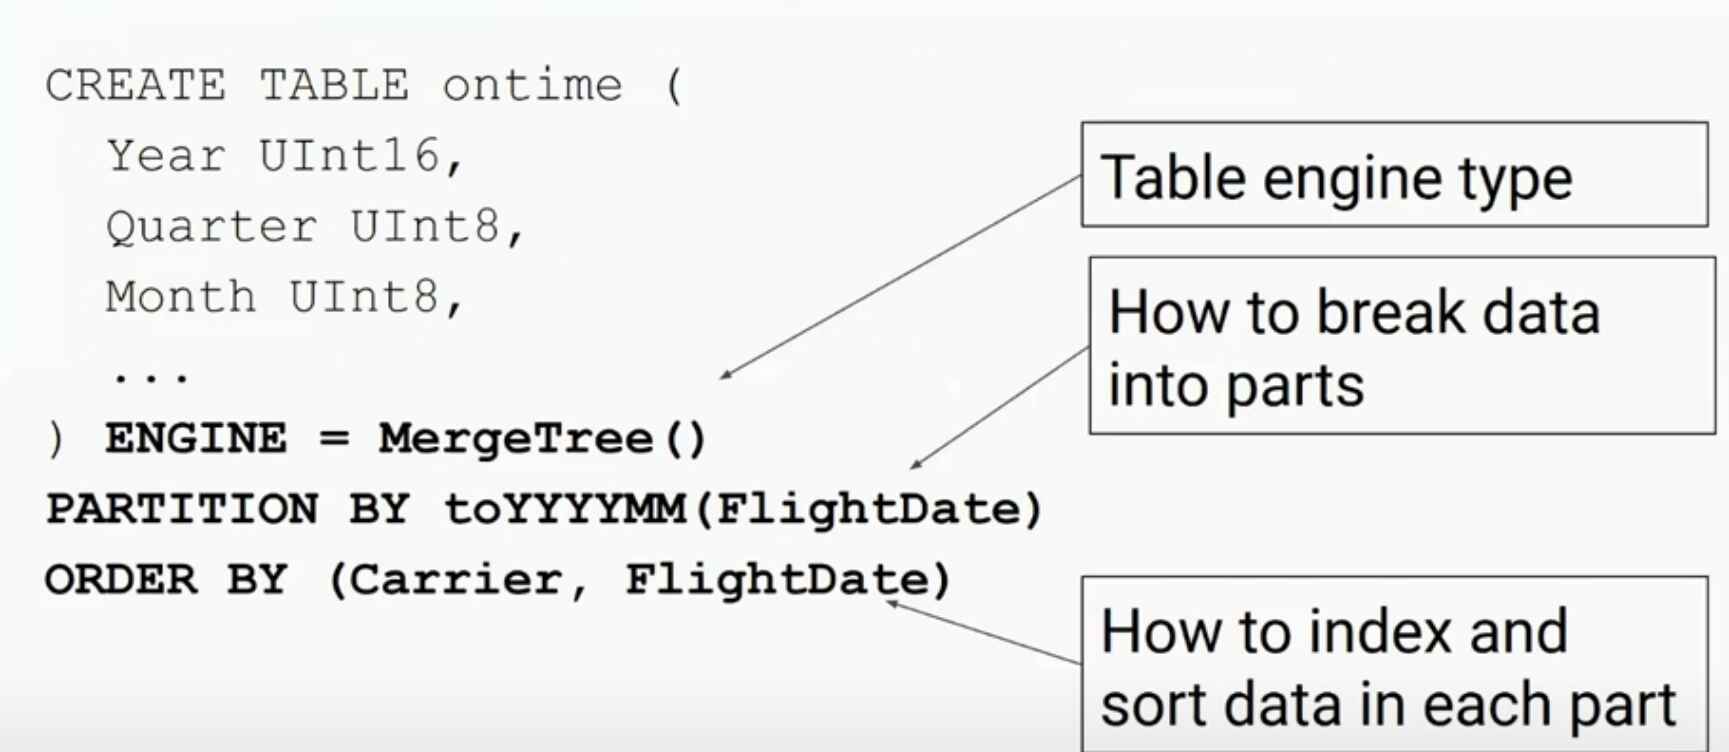 CREATE TABLE ontime (
Year UInt16,
Quarter UInt8,
Month UInt8,
...
) ENGINE = MergeTree()
PARTITION BY toYYYYMM(FlightDate)
ORDER BY (Carrier, FlightDate)
Table engine type
How to break data
into parts
How to index and
sort data in each part